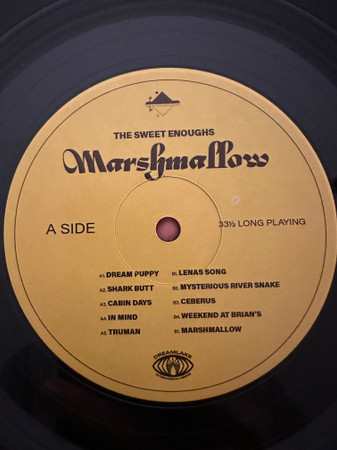 THE SWEET ENOUGHS
Marshmallow
A SIDE
33⅓ LONG PLAYING
A1. DREAM PUPPY
A2. SHARK BUTT
A3. CABIN DAYS
A4. IN MIND
A5. TRUMAN
B1. LENAS SONG
B2. MYSTERIOUS RIVER SNAKE
B3. CEBERUS
B4. WEEKEND AT BRIAN'S
B5. MARSHMALLOW
DREAMLAKE